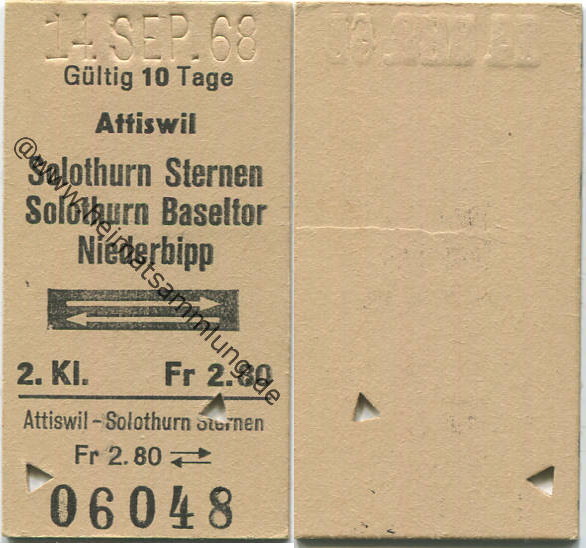 14. SEP. 68
Gültig 10 Tage
Attiswil
Solothurn Sternen
Solothurn Baseltor
Niederbipp
2. Kl. Fr 2.80
Attiswil - Solothurn Sternen
Fr 2.80
06048
@www.heimatsammlung.de